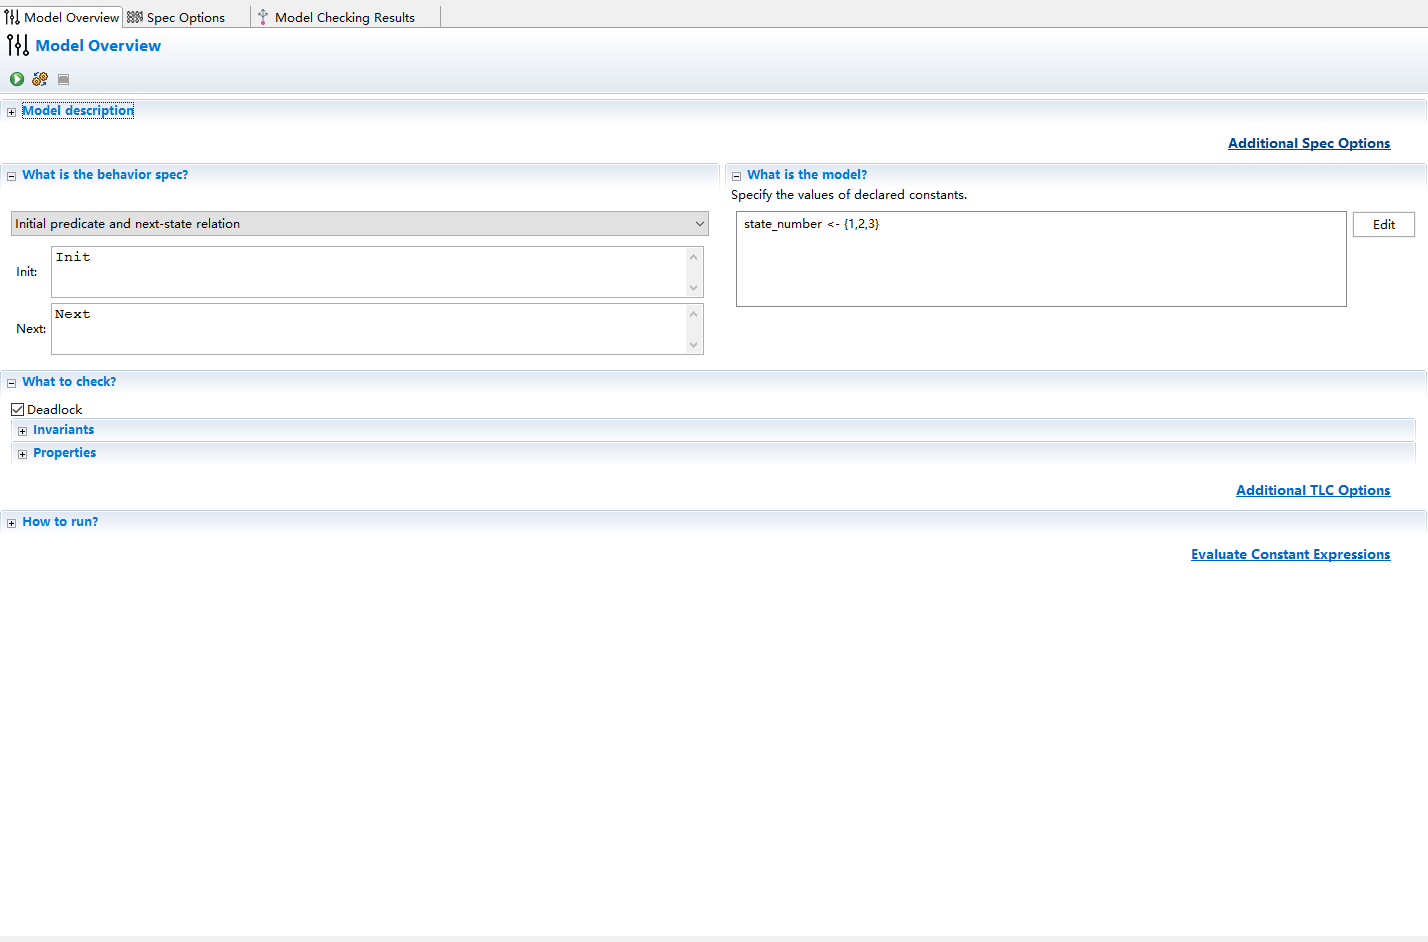 Model Overview
Spec Options
Model Checking Results
Model Overview
Model description
Additional Spec Options
What is the behavior spec?
Initial predicate and next-state relation
Init:
Init
Next:
Next
What is the model?
Specify the values of declared constants.
state_number <- {1,2,3}
Edit
What to check?
Deadlock
Invariants
Properties
Additional TLC Options
How to run?
Evaluate Constant Expressions